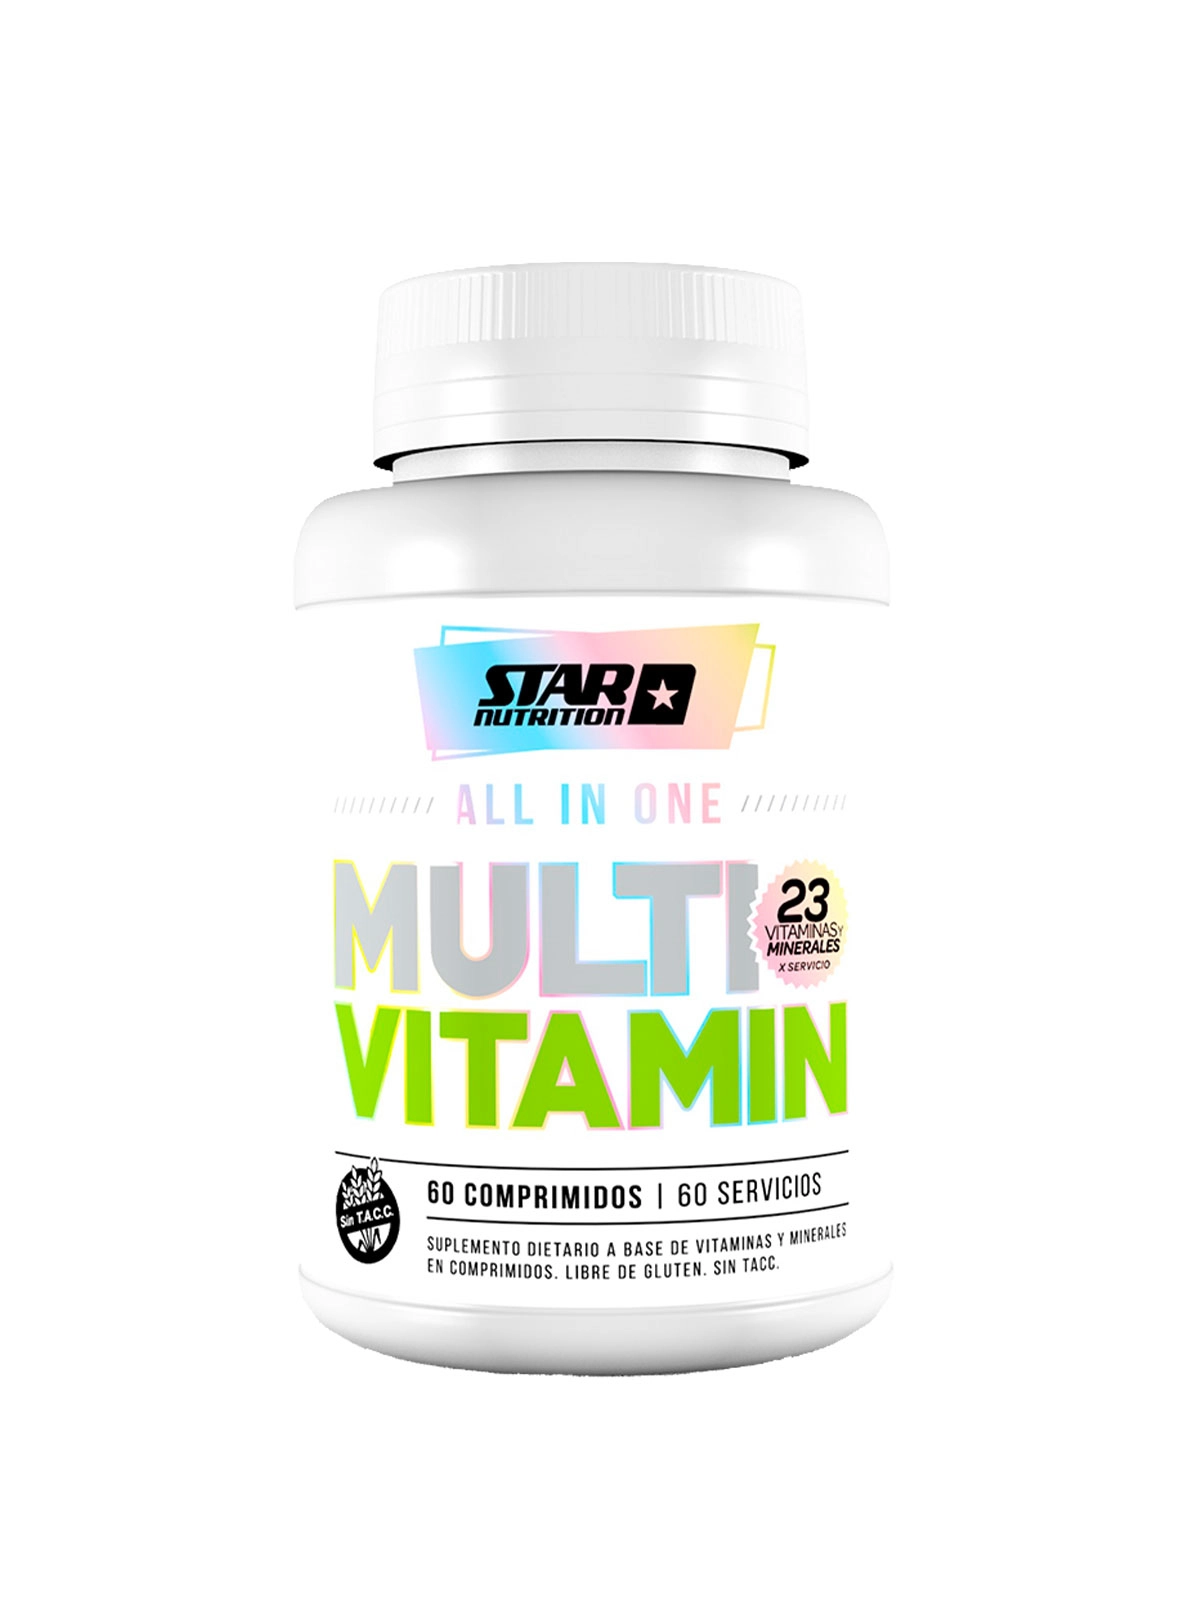 STAR
NUTRITION
ALL IN ONE
MULTI
23
VITAMINAS Y
MINERALES
X SERVICIO
VITAMIN
60 COMPRIMIDOS | 60 SERVICIOS
Sin T.A.C.C.
SUPLEMENTO DIETARIO A BASE DE VITAMINAS Y MINERALES
EN COMPRIMIDOS. LIBRE DE GLUTEN. SIN TACC.